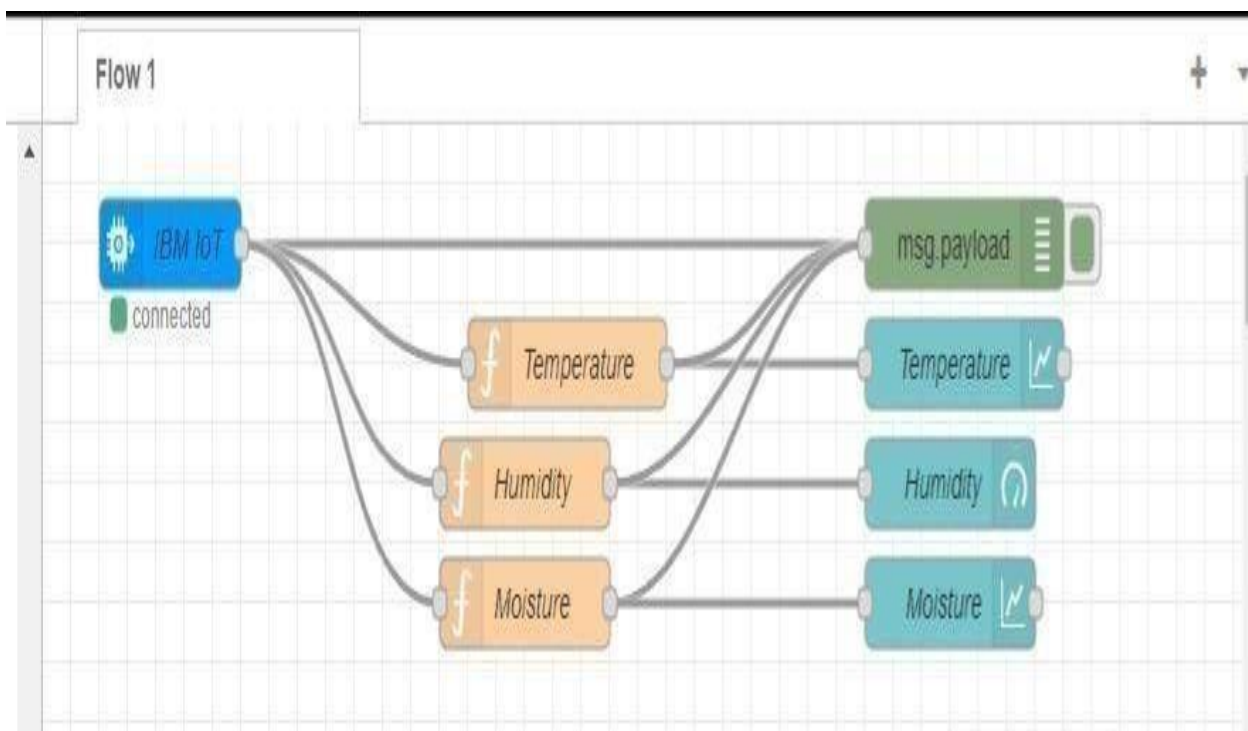 Flow 1
IBM IoT
msg.payload
connected
Temperature
Temperature
Humidity
Humidity
Moisture
Moisture